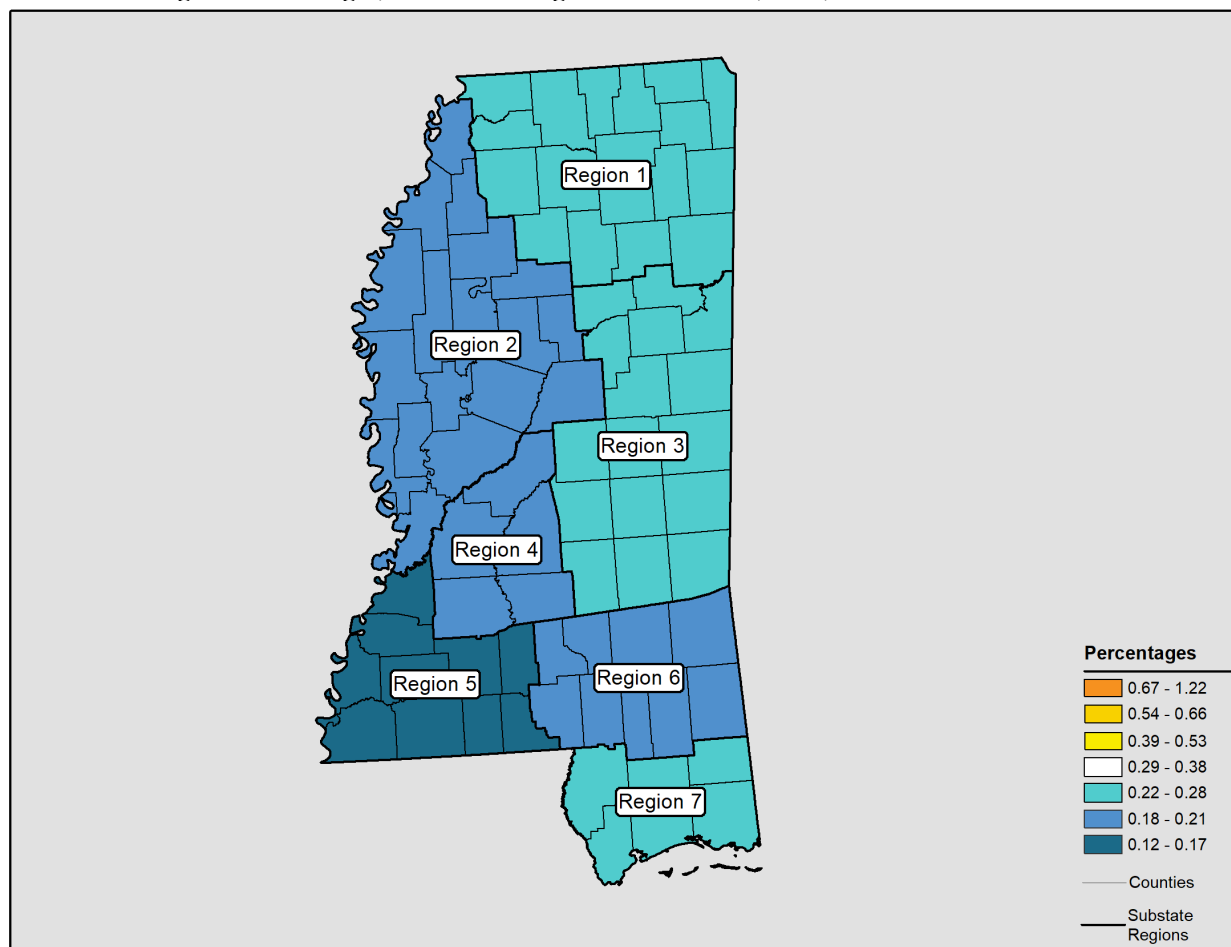 Region 1
Region 2
Region 3
Region 4
Region 5
Region 6
Region 7
Percentages
0.67 - 1.22
0.54 - 0.66
0.39 - 0.53
0.29 - 0.38
0.22 - 0.28
0.18 - 0.21
0.12 - 0.17
Counties
Substate
Regions